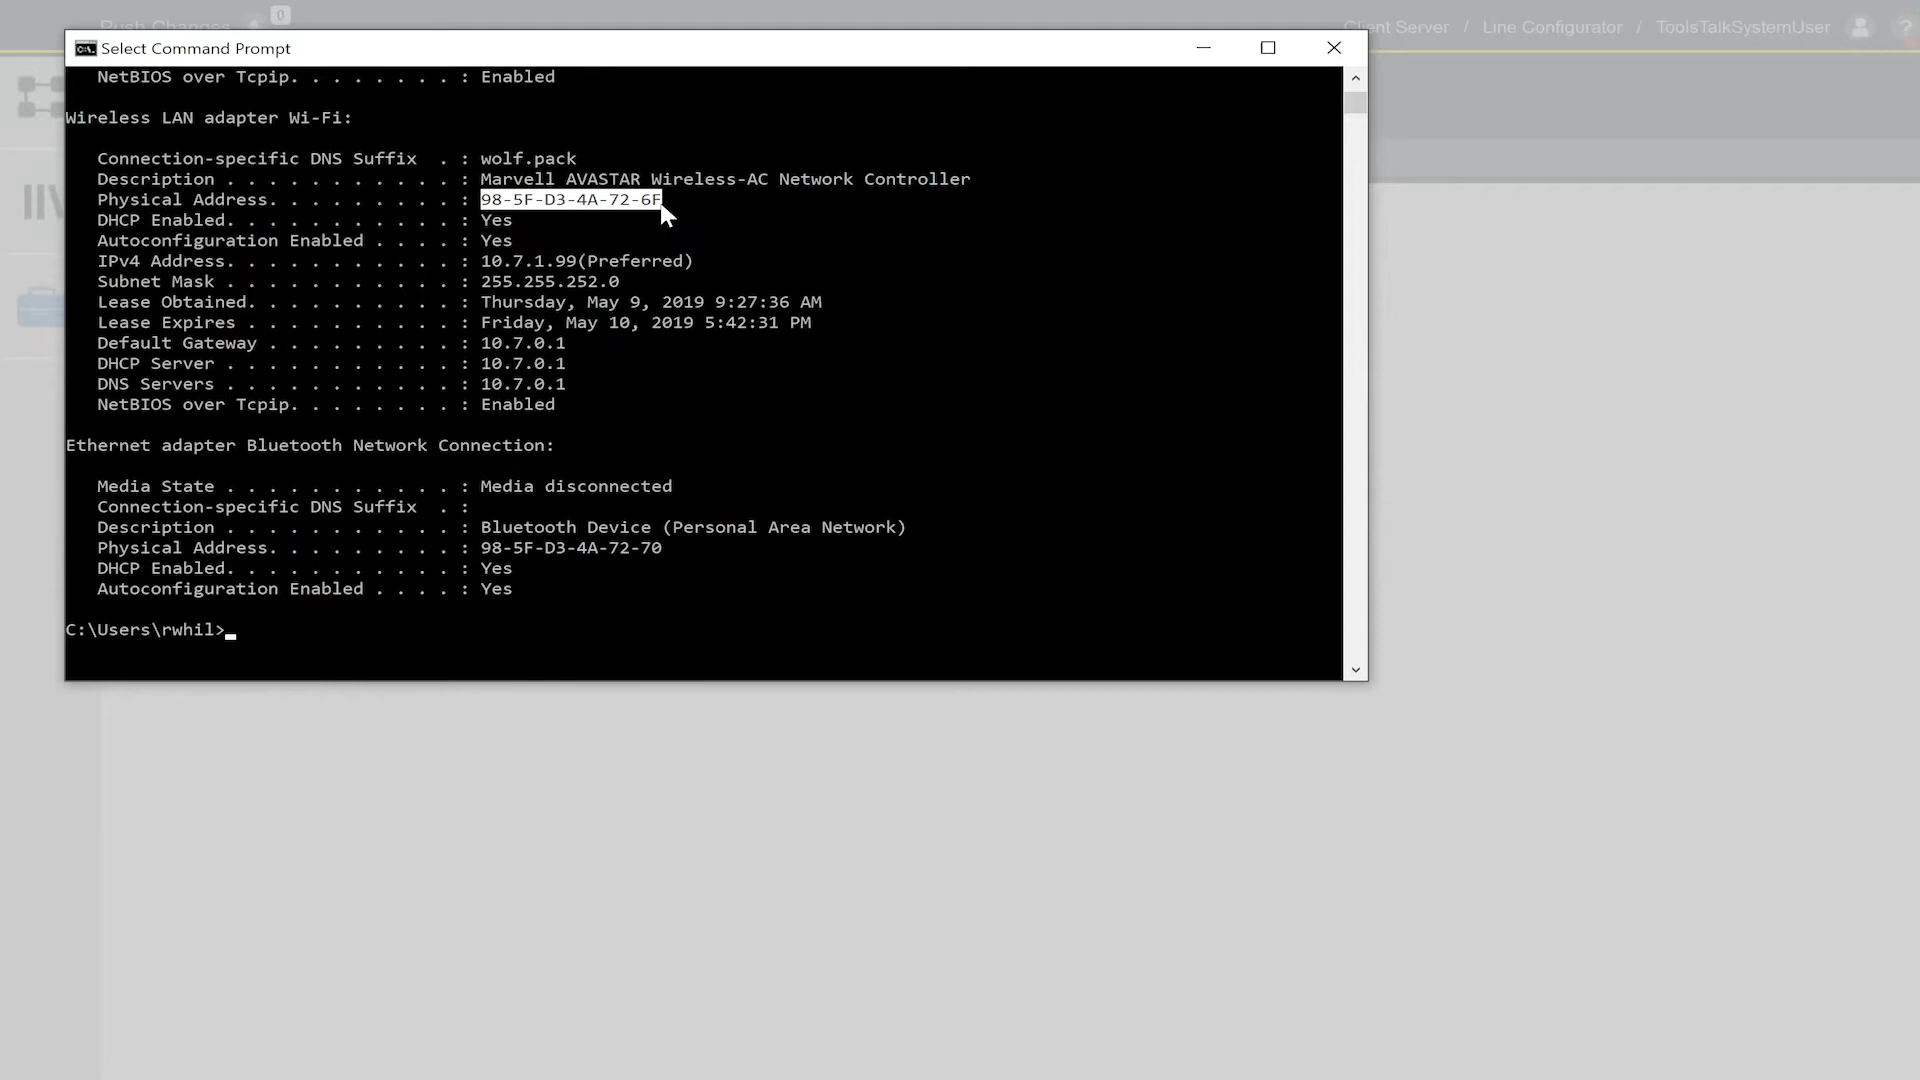 Push Changes 0
Client Server / Line Configurator / ToolsTalkSystemUser ?
Select Command Prompt
NetBIOS over Tcpip. . . . . . . . : Enabled
Wireless LAN adapter Wi-Fi:
Connection-specific DNS Suffix  . : wolf.pack
Description . . . . . . . . . . . : Marvell AVASTAR Wireless-AC Network Controller
Physical Address. . . . . . . . . : 98-5F-D3-4A-72-6F
DHCP Enabled. . . . . . . . . . . : Yes
Autoconfiguration Enabled . . . . : Yes
IPv4 Address. . . . . . . . . . . : 10.7.1.99(Preferred)
Subnet Mask . . . . . . . . . . . : 255.255.252.0
Lease Obtained. . . . . . . . . . : Thursday, May 9, 2019 9:27:36 AM
Lease Expires . . . . . . . . . . : Friday, May 10, 2019 5:42:31 PM
Default Gateway . . . . . . . . . : 10.7.0.1
DHCP Server . . . . . . . . . . . : 10.7.0.1
DNS Servers . . . . . . . . . . . : 10.7.0.1
NetBIOS over Tcpip. . . . . . . . : Enabled
Ethernet adapter Bluetooth Network Connection:
Media State . . . . . . . . . . . : Media disconnected
Connection-specific DNS Suffix  . :
Description . . . . . . . . . . . : Bluetooth Device (Personal Area Network)
Physical Address. . . . . . . . . : 98-5F-D3-4A-72-70
DHCP Enabled. . . . . . . . . . . : Yes
Autoconfiguration Enabled . . . . : Yes
C:\Users\rwhil>